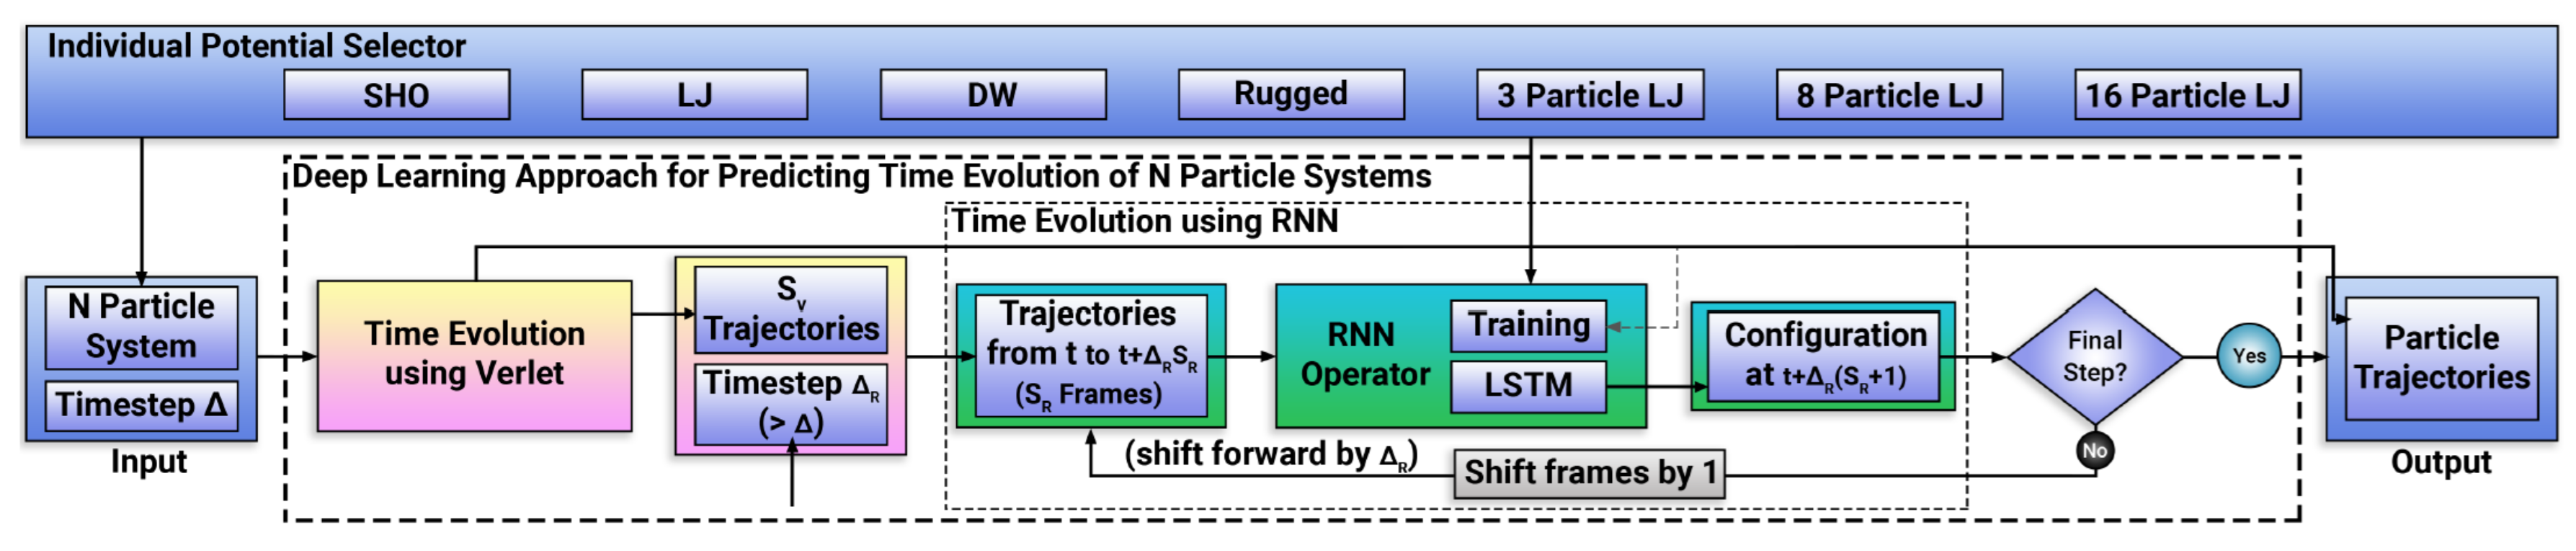 Individual Potential Selector
SHO
LJ
DW
Rugged
3 Particle LJ
8 Particle LJ
16 Particle LJ
Deep Learning Approach for Predicting Time Evolution of N Particle Systems
Time Evolution using RNN
N Particle
System
Timestep Δ
Input
Time Evolution
using Verlet
Sᵥ
Trajectories
Timestep Δ_R
(> Δ)
Trajectories
from t to t+Δ_RS_R
(S_R Frames)
RNN
Operator
Training
LSTM
Configuration
at t+Δ_R(S_R+1)
Final
Step?
Yes
No
(shift forward by Δ_R)
Shift frames by 1
Particle
Trajectories
Output